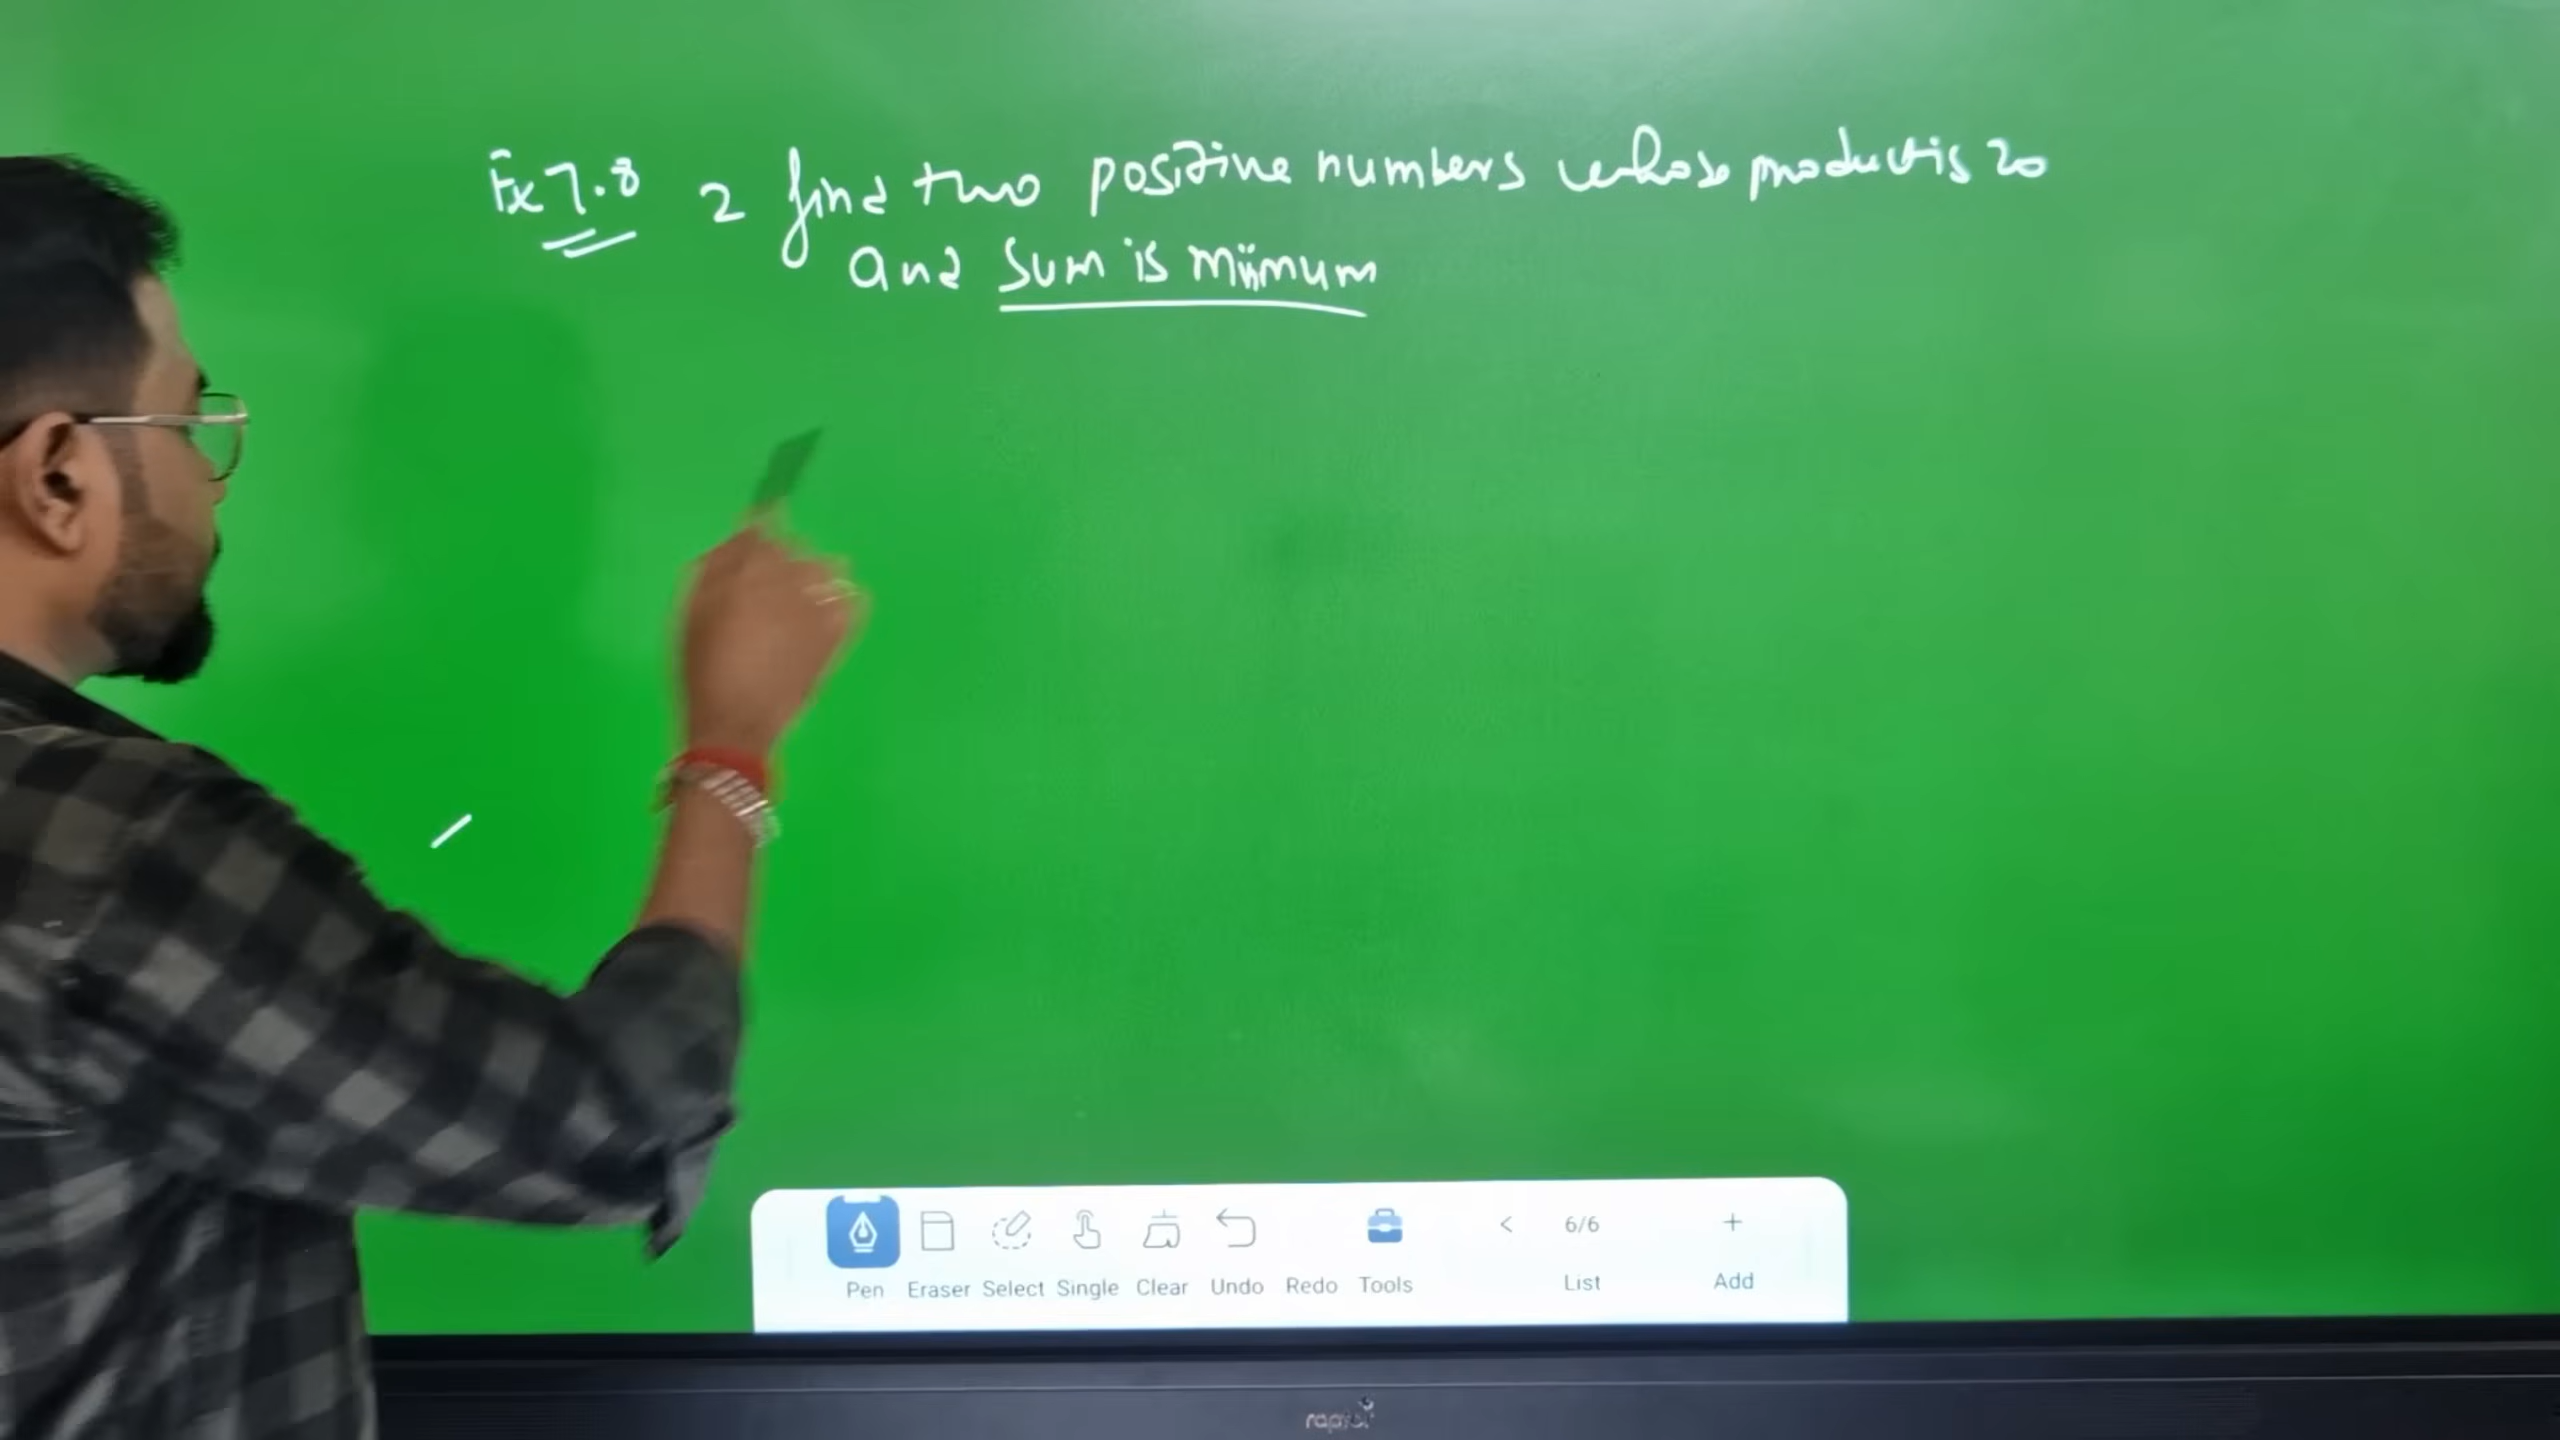 Ex 7.8 2 find two positive numbers whose product is 20
and sum is minimum
Pen Eraser Select Single Clear Undo Redo Tools < 6/6 List + Add
raptor